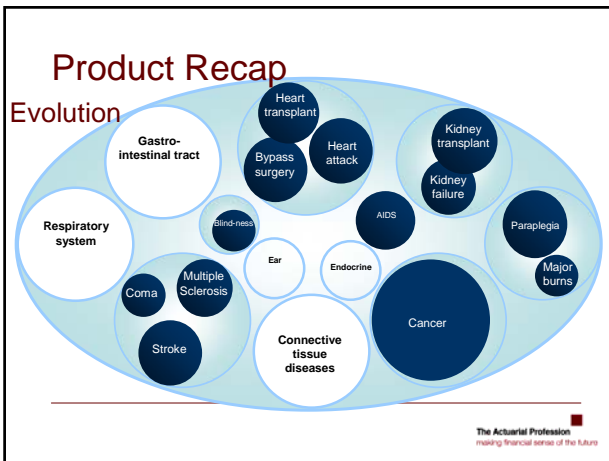 Product Recap
Evolution
Gastro-
intestinal tract
Heart
transplant
Bypass
surgery
Heart
attack
Kidney
transplant
Kidney
failure
Respiratory
system
Blind-ness
AIDS
Paraplegia
Major
burns
Ear
Endocrine
Coma
Multiple
Sclerosis
Stroke
Connective
tissue
diseases
Cancer
The Actuarial Profession
making financial sense of the future